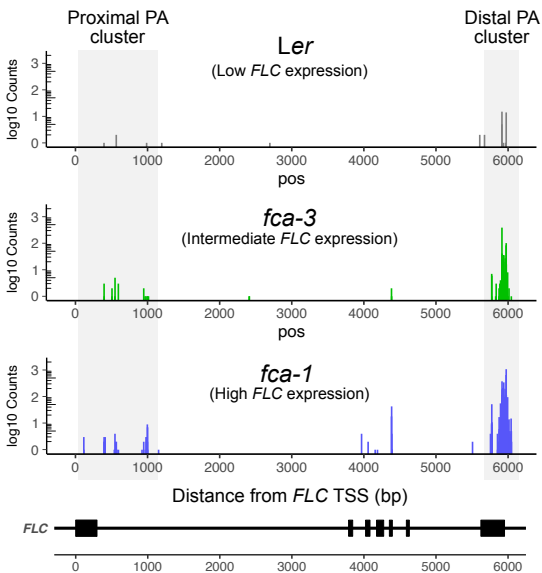 Proximal PA
cluster
Distal PA
cluster
Ler
(Low FLC expression)
log10 Counts
3
2
1
0
0 1000 2000 3000 4000 5000 6000
pos
fca-3
(Intermediate FLC expression)
log10 Counts
3
2
1
0
0 1000 2000 3000 4000 5000 6000
pos
fca-1
(High FLC expression)
log10 Counts
3
2
1
0
0 1000 2000 3000 4000 5000 6000
Distance from FLC TSS (bp)
FLC
0 1000 2000 3000 4000 5000 6000